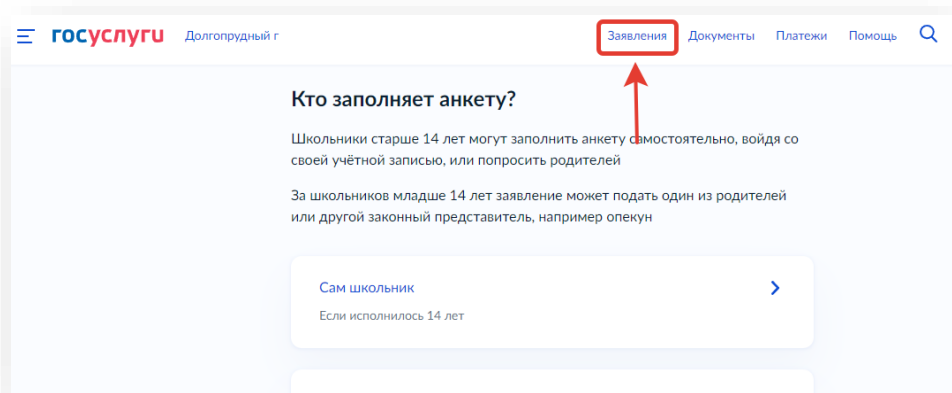 госуслуги Долгопрудный г Заявления Документы Платежи Помощь
Кто заполняет анкету?
Школьники старше 14 лет могут заполнить анкету самостоятельно, войдя со
своей учётной записью, или попросить родителей
За школьников младше 14 лет заявление может подать один из родителей
или другой законный представитель, например опекун
Сам школьник
Если исполнилось 14 лет